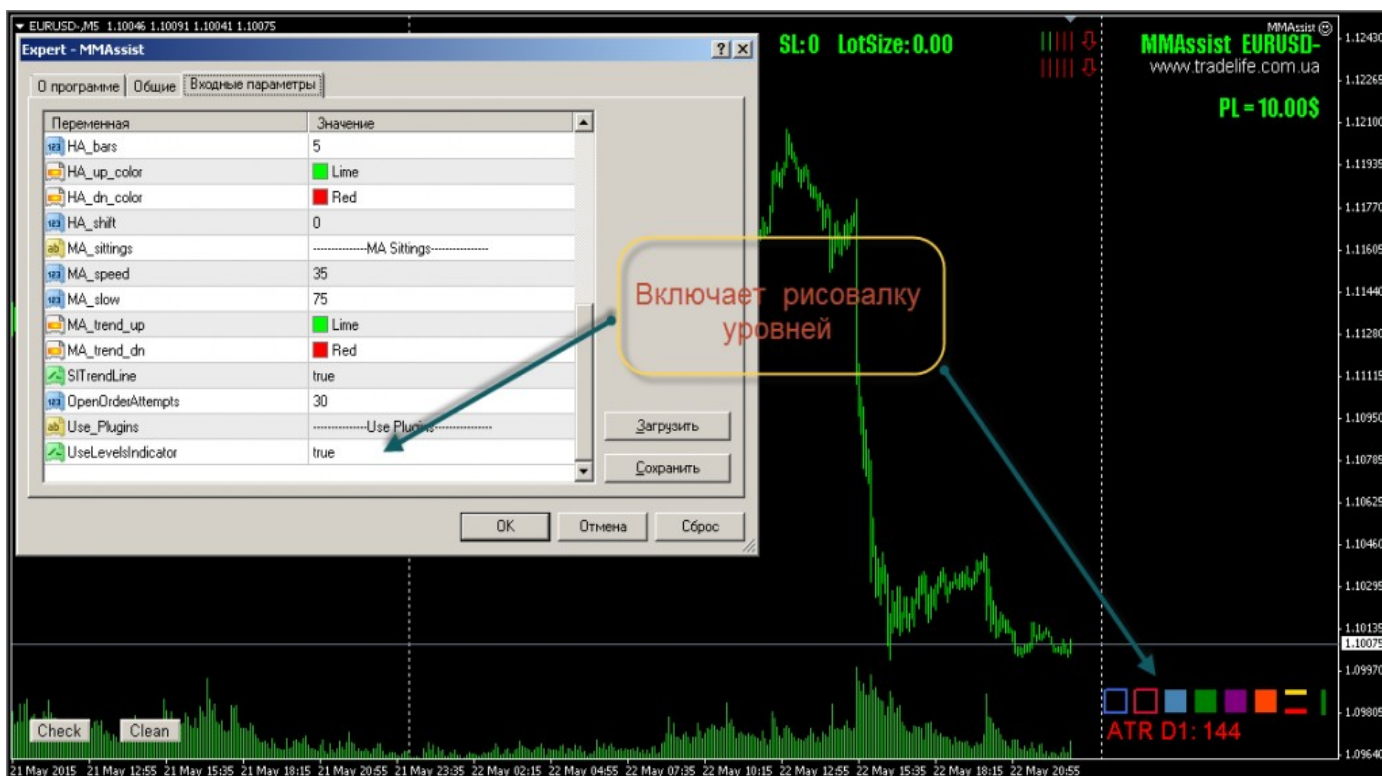 EURUSD-,M5 1.10046 1.10091 1.10041 1.10075
MMAssist
Expert - MMAssist
SL:0 LotSize:0.00
MMAssist EURUSD-
www.tradelife.com.ua
PL = 10.00$
О программе Общие Входные параметры
Переменная Значение
HA_bars 5
HA_up_color Lime
HA_dn_color Red
HA_shift 0
MA_sittings --------------MA Sittings---------------
MA_speed 35
MA_slow 75
MA_trend_up Lime
MA_trend_dn Red
SlTrendLine true
OpenOrderAttempts 30
Use_Plugins --------------Use Plugins---------------
UseLevelsIndicator true
Загрузить
Сохранить
OK Отмена Сброс
Включает рисовалку
уровней
1.12430
1.12265
1.12100
1.11935
1.11770
1.11605
1.11440
1.11280
1.11115
1.10950
1.10785
1.10625
1.10460
1.10295
1.10135
1.10075
1.09970
1.09805
1.09640
Check Clean
ATR D1: 144
21 May 2015 21 May 12:55 21 May 15:35 21 May 18:15 21 May 20:55 21 May 23:35 22 May 02:15 22 May 04:55 22 May 07:35 22 May 10:15 22 May 12:55 22 May 15:35 22 May 18:15 22 May 20:55